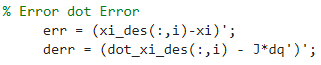 % Error dot Error
err = (xi_des(:,i)-xi)';
derr = (dot_xi_des(:,i) - J*dq')';